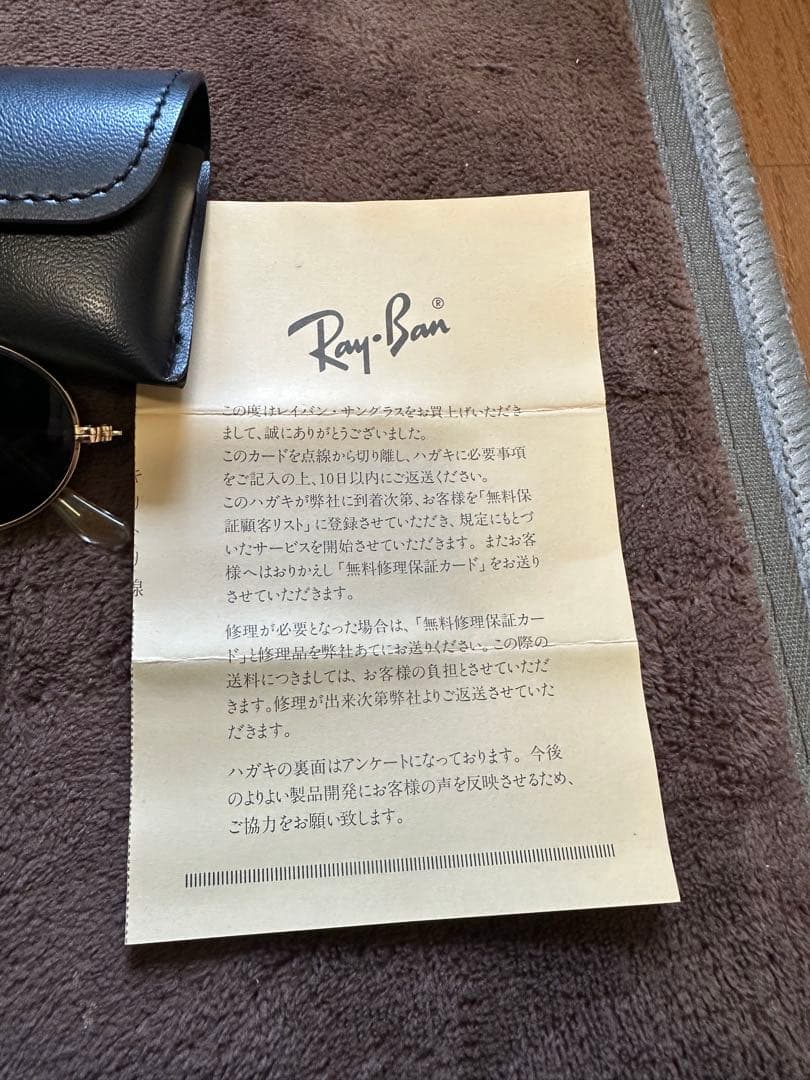 Ray-Ban®
この度はレイバン・サングラスをお買上げいただき
まして、誠にありがとうございました。
このカードを点線から切り離し、ハガキに必要事項
をご記入の上、10日以内にご返送ください。
このハガキが弊社に到着次第、お客様を「無料保
証顧客リスト」に登録させていただき、規定にもとづ
いたサービスを開始させていただきます。またお客
様へはおりかえし「無料修理保証カード」をお送り
させていただきます。
修理が必要となった場合は、「無料修理保証カー
ド」と修理品を弊社あてにお送りください。この際の
送料につきましては、お客様の負担とさせていただ
きます。修理が出来次第弊社よりご返送させていた
だきます。
ハガキの裏面はアンケートになっております。今後
のよりよい製品開発にお客様の声を反映させるため、
ご協力をお願い致します。
キリトリ線